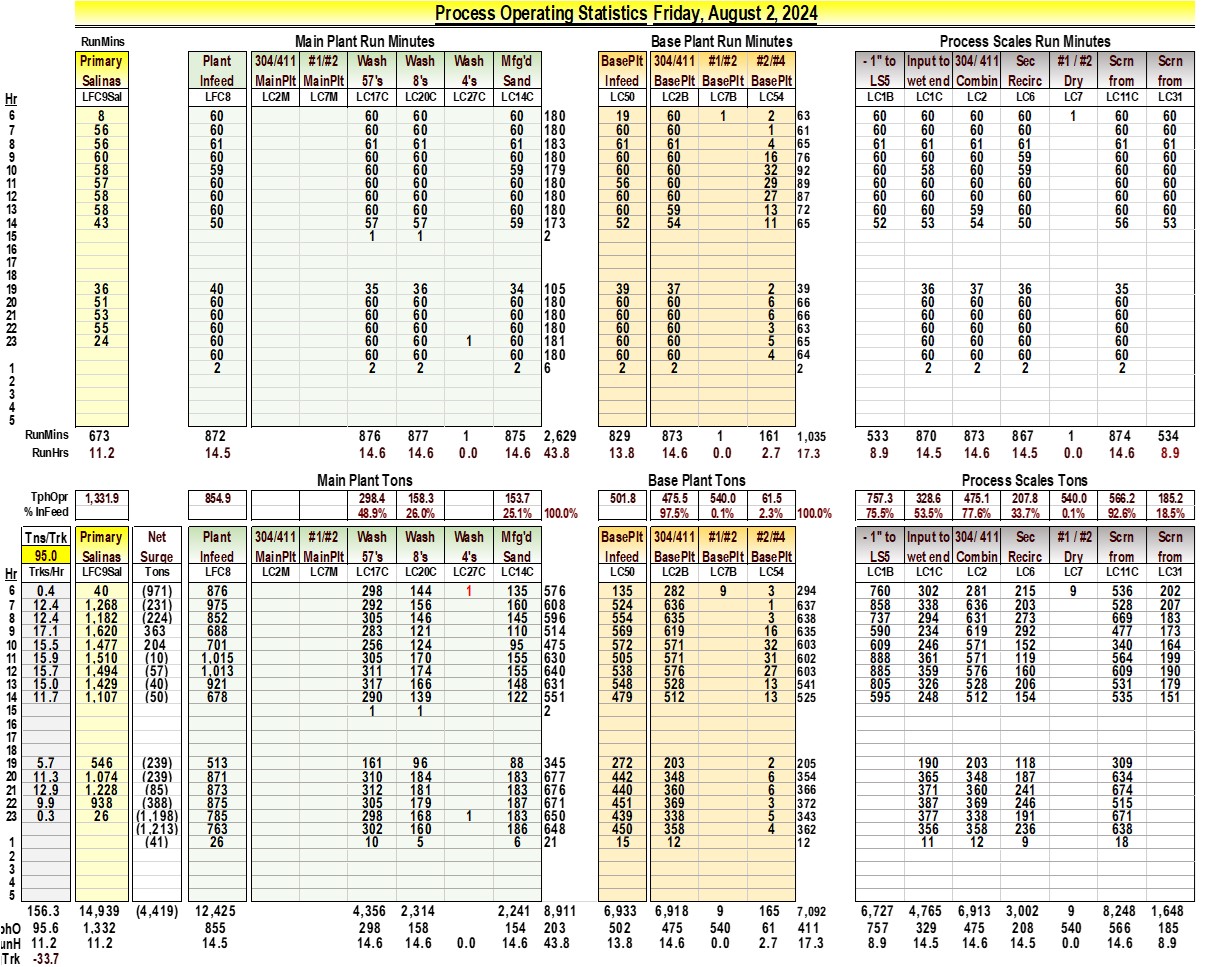 Process Operating Statistics Friday, August 2, 2024
RunMins Main Plant Run Minutes Base Plant Run Minutes Process Scales Run Minutes
Primary Plant 304/411 #1/#2 Wash Wash Wash Mfg'd BasePlt 304/411 #1/#2 #2/#4 - 1" to Input to 304/ 411 Sec #1 / #2 Scrn Scrn
Salinas Infeed MainPlt MainPlt 57's 8's 4's Sand Infeed BasePlt BasePlt BasePlt LS5 wet end Combin Recirc Dry from from
Hr LFC9Sal LFC8 LC2M LC7M LC17C LC20C LC27C LC14C LC50 LC2B LC7B LC54 LC1B LC1C LC2 LC6 LC7 LC11C LC31
6 8 60 60 60 60 180 19 60 1 2 63 60 60 60 60 1 60 60
7 56 60 60 60 60 180 60 60 1 61 60 60 60 60 60 60
8 56 61 61 61 61 183 61 61 4 65 61 61 61 61 61 61
9 60 60 60 60 60 180 60 60 16 76 60 60 60 59 60 60
10 58 59 60 60 59 179 60 60 32 92 60 58 60 59 60 60
11 57 60 60 60 60 180 56 60 29 89 60 60 60 60 60 60
12 58 60 60 60 60 180 60 60 27 87 60 60 60 60 60 60
13 58 60 60 60 60 180 60 59 13 72 60 60 59 60 60 60
14 43 50 57 57 59 173 52 54 11 65 52 53 54 50 56 53
15 1 1 2
16
17
18
19 36 40 35 36 34 105 39 37 2 39 36 37 36 35
20 51 60 60 60 60 180 60 60 6 66 60 60 60 60
21 53 60 60 60 60 180 60 60 6 66 60 60 60 60
22 55 60 60 60 60 180 60 60 3 63 60 60 60 60
23 24 60 60 60 1 60 181 60 60 5 65 60 60 60 60
60 60 60 60 180 60 60 4 64 60 60 60 60
1 2 2 2 2 6 2 2 2 2 2 2 2
2
3
4
5
RunMins 673 872 876 877 1 875 2,629 829 873 1 161 1,035 533 870 873 867 1 874 534
RunHrs 11.2 14.5 14.6 14.6 0.0 14.6 43.8 13.8 14.6 0.0 2.7 17.3 8.9 14.5 14.6 14.5 0.0 14.6 8.9
Main Plant Tons Base Plant Tons Process Scales Tons
TphOpr 1,331.9 854.9 298.4 158.3 153.7 501.8 475.5 540.0 61.5 757.3 328.6 475.1 207.8 540.0 566.2 185.2
% InFeed 48.9% 26.0% 25.1% 100.0% 97.5% 0.1% 2.3% 100.0% 75.5% 53.5% 77.6% 33.7% 0.1% 92.6% 18.5%
Tns/Trk Primary Net Plant 304/411 #1/#2 Wash Wash Wash Mfg'd BasePlt 304/411 #1/#2 #2/#4 - 1" to Input to 304/ 411 Sec #1 / #2 Scrn Scrn
95.0 Salinas Surge Infeed MainPlt MainPlt 57's 8's 4's Sand Infeed BasePlt BasePlt BasePlt LS5 wet end Combin Recirc Dry from from
Hr Trks/Hr LFC9Sal Tons LFC8 LC2M LC7M LC17C LC20C LC27C LC14C LC50 LC2B LC7B LC54 LC1B LC1C LC2 LC6 LC7 LC11C LC31
6 0.4 40 (971) 876 298 144 1 135 576 135 282 9 3 294 760 302 281 215 9 536 202
7 12.4 1,268 (231) 975 292 156 160 608 524 636 1 637 858 338 636 203 528 207
8 12.4 1,182 (224) 852 305 146 145 596 554 635 3 638 737 294 631 273 669 183
9 17.1 1,620 363 688 283 121 110 514 569 619 16 635 590 234 619 292 477 173
10 15.5 1,477 204 701 256 124 95 475 572 571 32 603 609 246 571 152 340 164
11 15.9 1,510 (10) 1,015 305 170 155 630 505 571 31 602 888 361 571 119 564 199
12 15.7 1,494 (57) 1,013 311 174 155 640 538 576 27 603 885 359 576 160 609 190
13 15.0 1,429 (40) 921 317 166 148 631 548 528 13 541 805 326 528 206 531 179
14 11.7 1,107 (50) 678 290 139 122 551 479 512 13 525 595 248 512 154 535 151
15 1 1 2
16
17
18
19 5.7 546 (239) 513 161 96 88 345 272 203 2 205 190 203 118 309
20 11.3 1,074 (239) 871 310 184 183 677 442 348 6 354 365 348 187 634
21 12.9 1,228 (85) 873 312 181 183 676 440 360 6 366 371 360 241 674
22 9.9 938 (388) 875 305 179 187 671 451 369 3 372 387 369 246 515
23 0.3 26 (1,198) 785 298 168 1 183 650 439 338 5 343 377 338 191 671
(1,213) 763 302 160 186 648 450 358 4 362 356 358 236 638
1 (41) 26 10 5 6 21 15 12 12 11 12 9 18
2
3
4
5
156.3 14,939 (4,419) 12,425 4,356 2,314 2,241 8,911 6,933 6,918 9 165 7,092 6,727 4,765 6,913 3,002 9 8,248 1,648
phO 95.6 1,332 855 298 158 154 203 502 475 540 61 411 757 329 475 208 540 566 185
unH 11.2 11.2 14.5 14.6 14.6 0.0 14.6 43.8 13.8 14.6 0.0 2.7 17.3 8.9 14.5 14.6 14.5 0.0 14.6 8.9
Trk -33.7